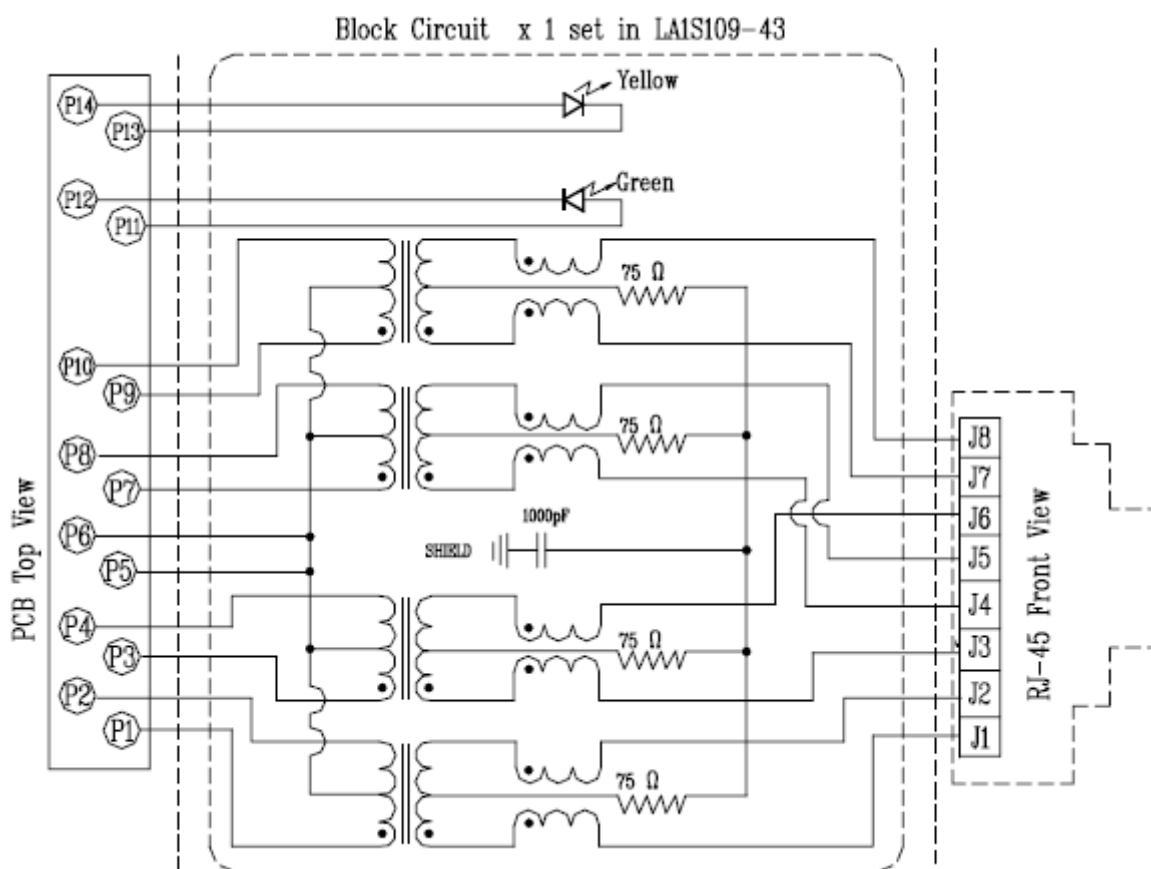 Block Circuit x 1 set in LA1S109-43
P14
Yellow
P13
P12
Green
P11
75 Ω
P10
P9
P8
75 Ω
P7
P6
1000pF
SHIELD
P5
P4
P3
75 Ω
P2
P1
75 Ω
PCB Top View
J8
J7
J6
J5
J4
J3
J2
J1
RJ-45 Front View